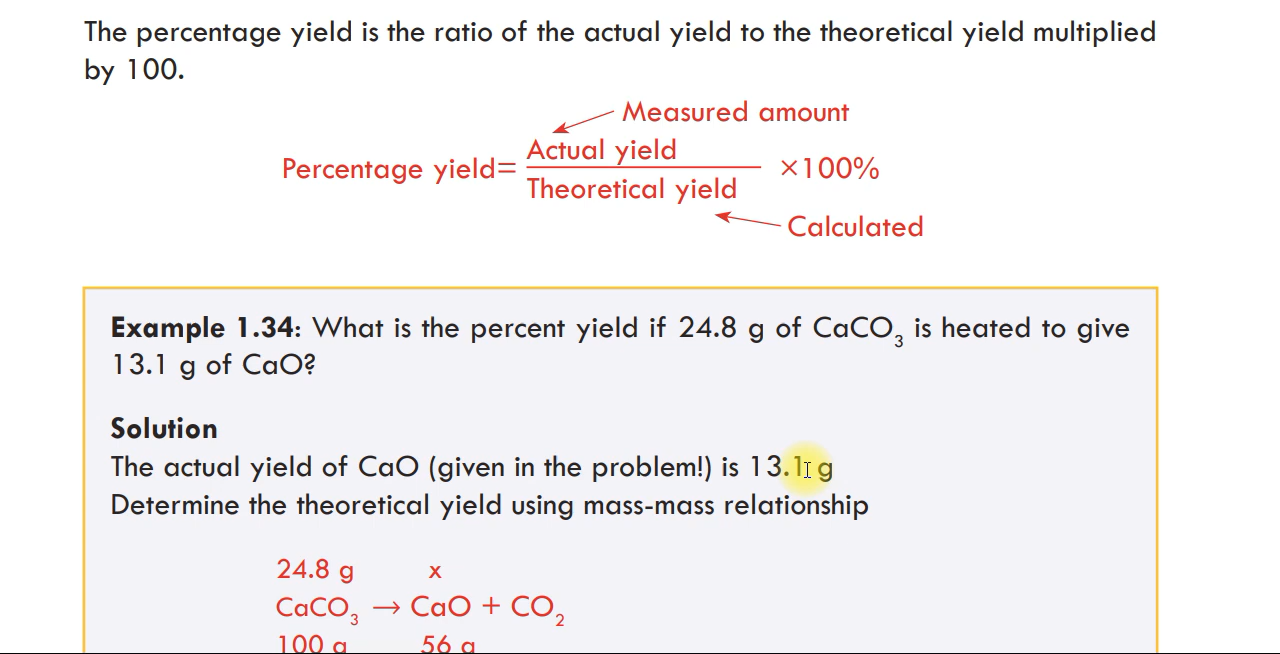 The percentage yield is the ratio of the actual yield to the theoretical yield multiplied
by 100.
Measured amount
Percentage yield= Actual yield / Theoretical yield ×100%
Calculated
Example 1.34: What is the percent yield if 24.8 g of CaCO₃ is heated to give
13.1 g of CaO?
Solution
The actual yield of CaO (given in the problem!) is 13.1 g
Determine the theoretical yield using mass-mass relationship
24.8 g x
CaCO₃ → CaO + CO₂
100 g 56 g